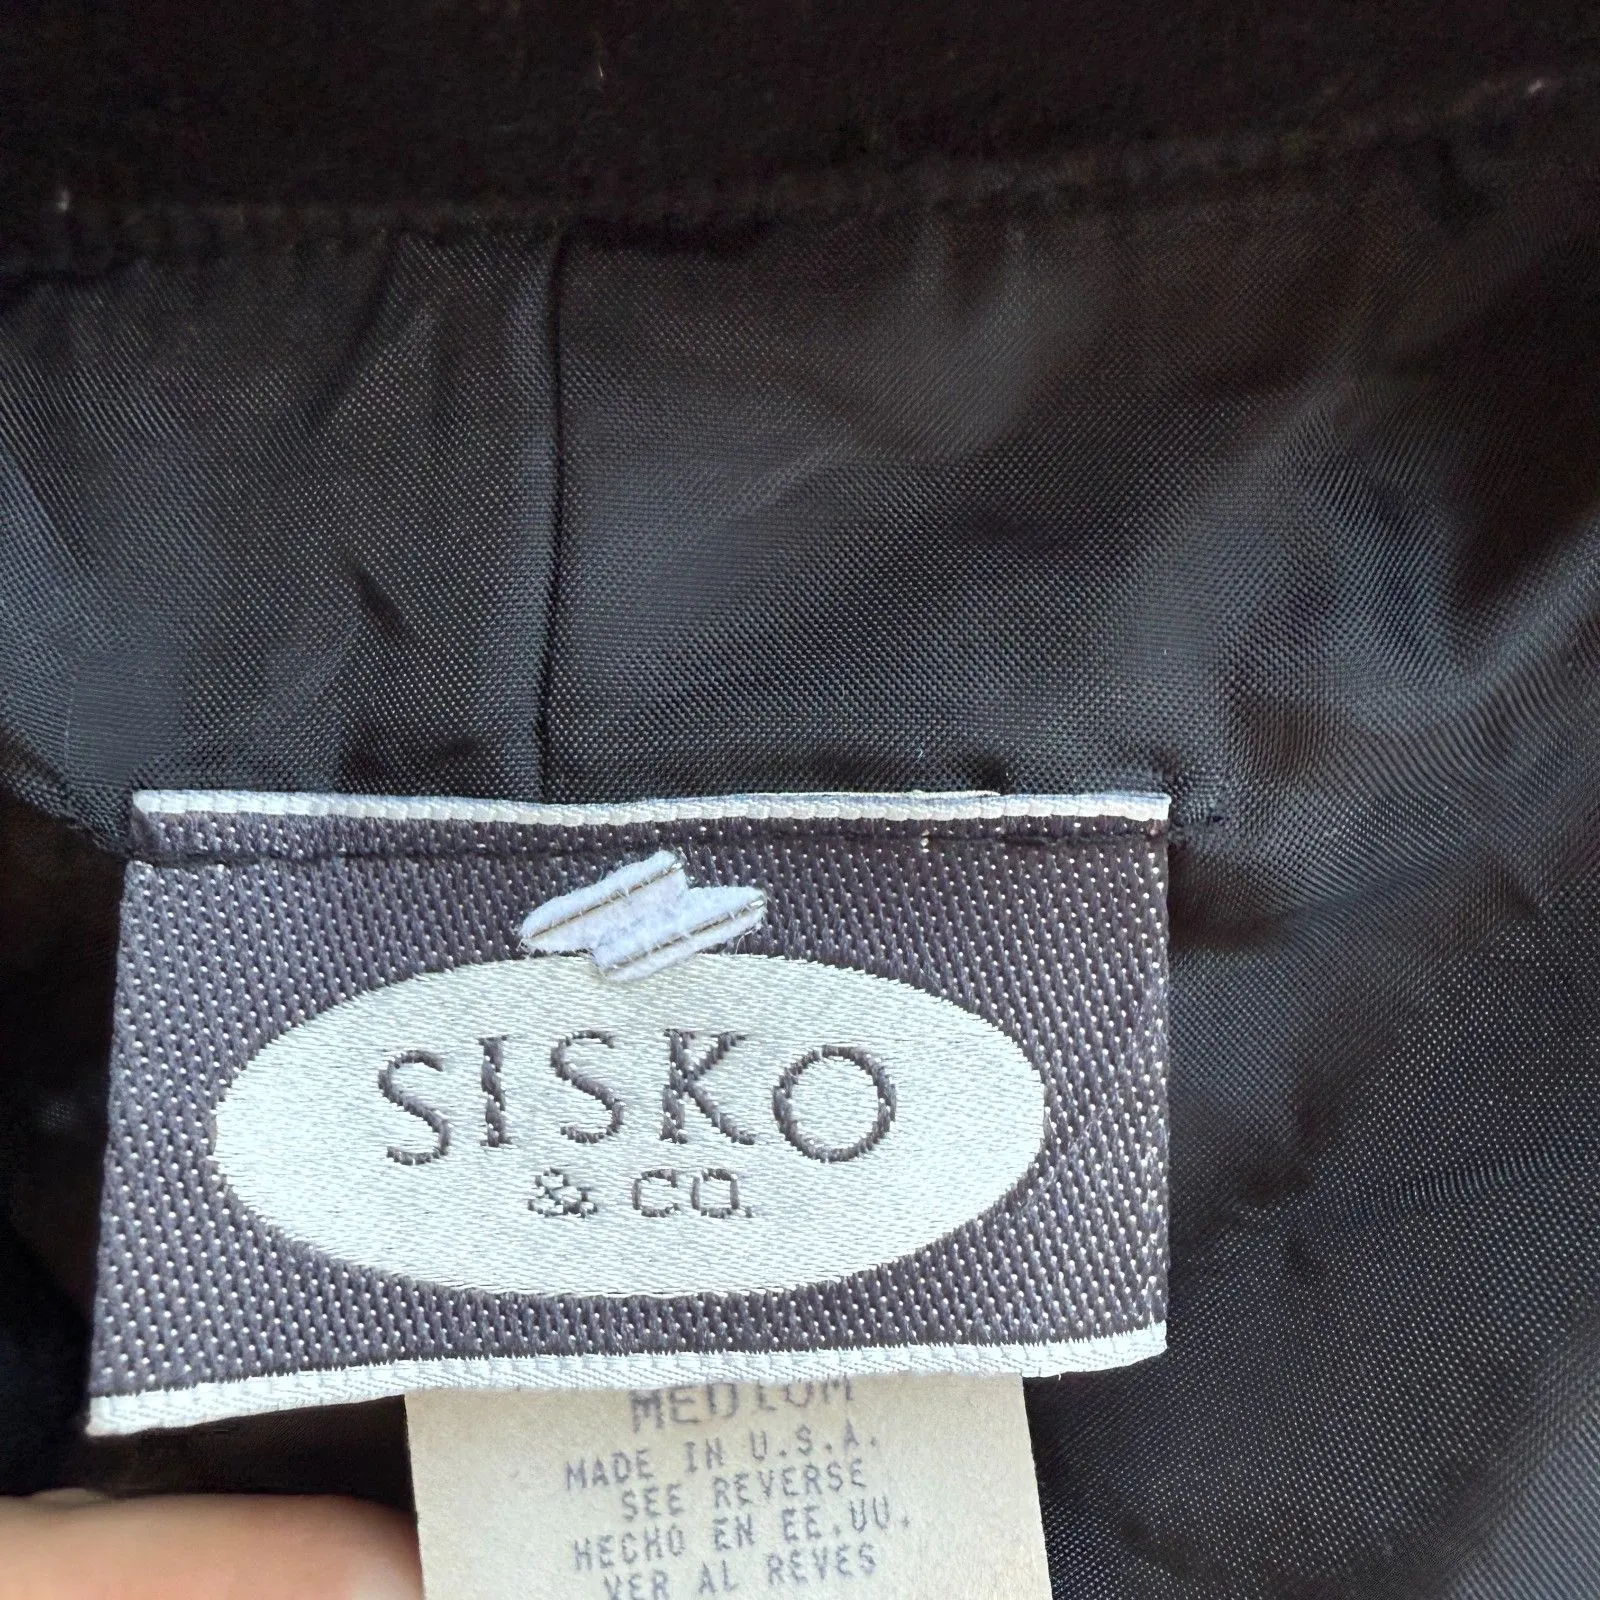 SISKO
& CO.
MEDIUM
MADE IN U.S.A.
SEE REVERSE
HECHO EN EE.UU.
VER AL REVES